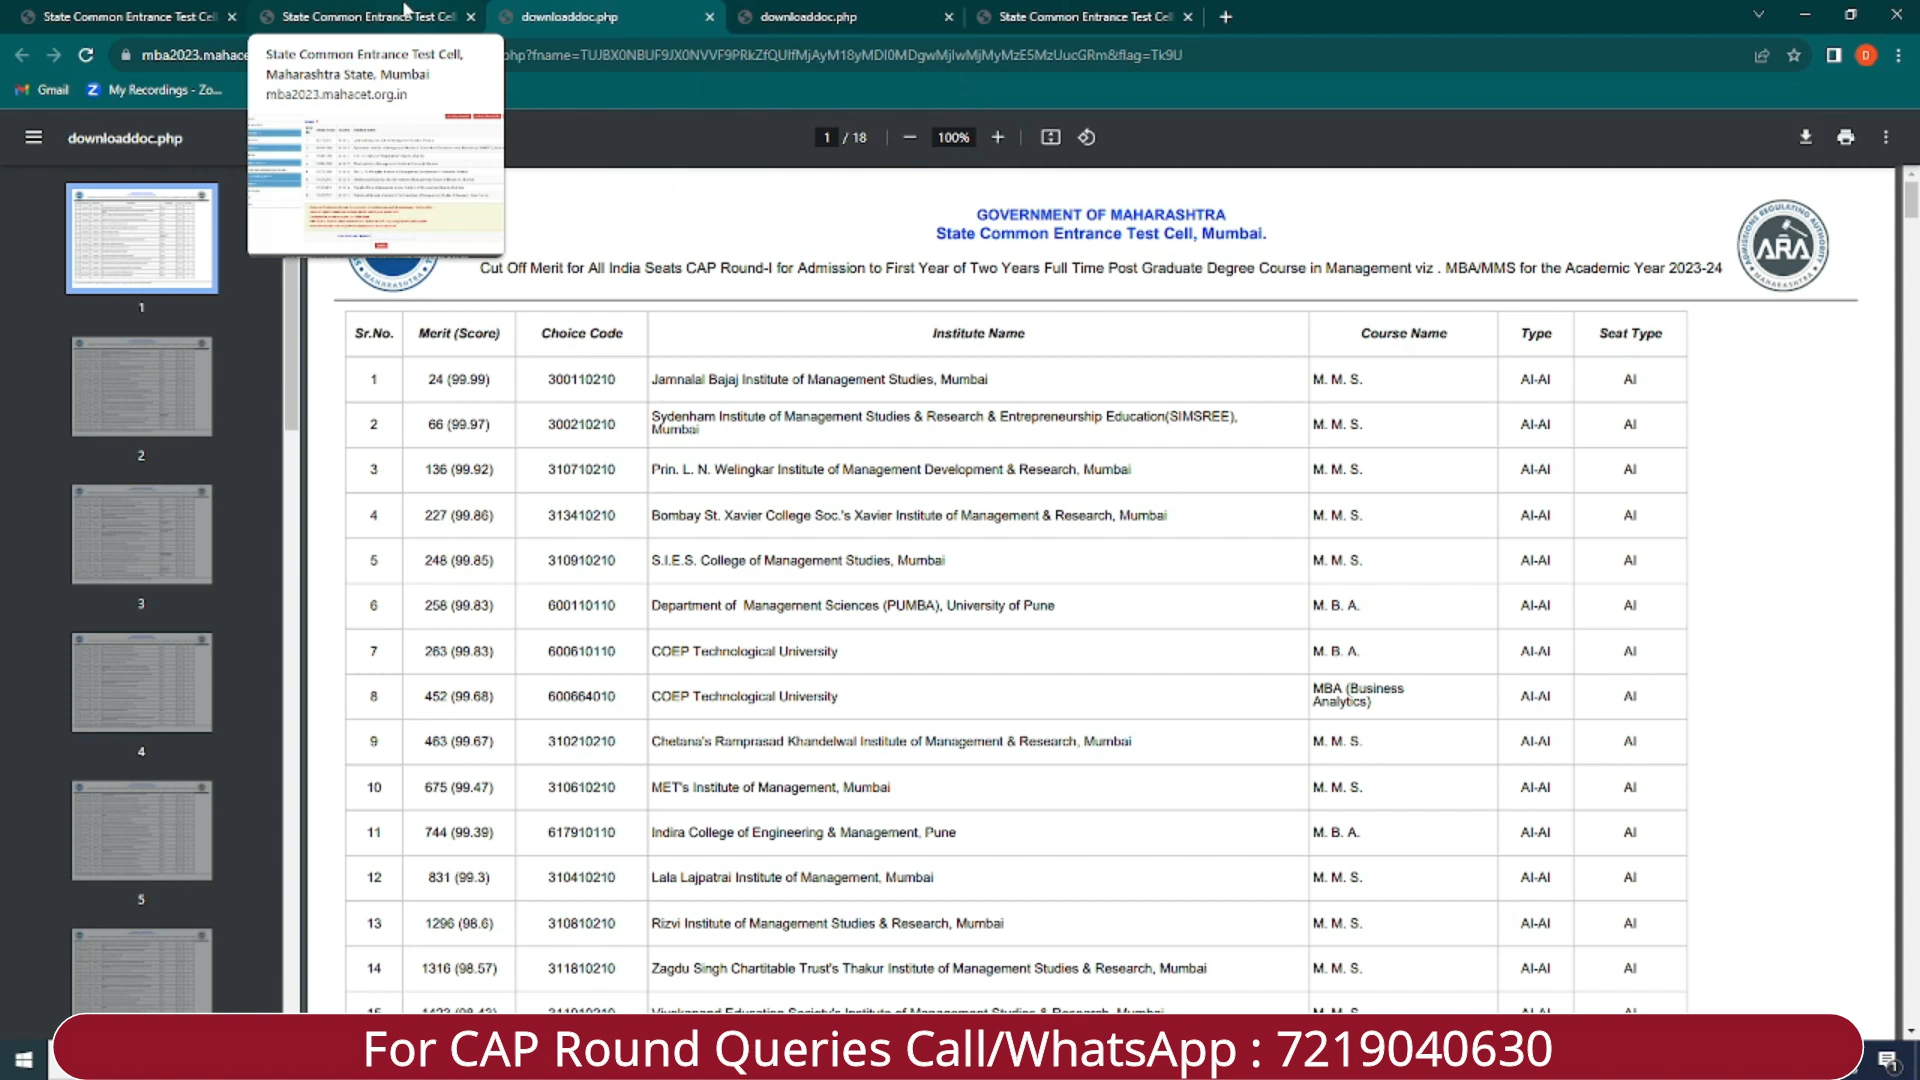 State Common Entrance Test Cel
State Common Entrance Test Cel
downloaddoc.php
downloaddoc.php
State Common Entrance Test Cel
mba2023.mahace
Gmail
My Recordings - Zo...
State Common Entrance Test Cell,
Maharashtra State, Mumbai
mba2023.mahacet.org.in
downloaddoc.php
1 / 18
100%
GOVERNMENT OF MAHARASHTRA
State Common Entrance Test Cell, Mumbai.
Cut Off Merit for All India Seats CAP Round-I for Admission to First Year of Two Years Full Time Post Graduate Degree Course in Management viz . MBA/MMS for the Academic Year 2023-24
ADMISSIONS REGULATING AUTHORITY
ARA
MAHARASHTRA
MAHARASHTRA
Sr.No. Merit (Score) Choice Code Institute Name Course Name Type Seat Type
1 24 (99.99) 300110210 Jamnalal Bajaj Institute of Management Studies, Mumbai M. M. S. AI-AI AI
2 66 (99.97) 300210210 Sydenham Institute of Management Studies & Research & Entrepreneurship Education(SIMSREE), Mumbai M. M. S. AI-AI AI
3 136 (99.92) 310710210 Prin. L. N. Welingkar Institute of Management Development & Research, Mumbai M. M. S. AI-AI AI
4 227 (99.86) 313410210 Bombay St. Xavier College Soc.'s Xavier Institute of Management & Research, Mumbai M. M. S. AI-AI AI
5 248 (99.85) 310910210 S.I.E.S. College of Management Studies, Mumbai M. M. S. AI-AI AI
6 258 (99.83) 600110110 Department of Management Sciences (PUMBA), University of Pune M. B. A. AI-AI AI
7 263 (99.83) 600610110 COEP Technological University M. B. A. AI-AI AI
8 452 (99.68) 600664010 COEP Technological University MBA (Business Analytics) AI-AI AI
9 463 (99.67) 310210210 Chetana's Ramprasad Khandelwal Institute of Management & Research, Mumbai M. M. S. AI-AI AI
10 675 (99.47) 310610210 MET's Institute of Management, Mumbai M. M. S. AI-AI AI
11 744 (99.39) 617910110 Indira College of Engineering & Management, Pune M. B. A. AI-AI AI
12 831 (99.3) 310410210 Lala Lajpatrai Institute of Management, Mumbai M. M. S. AI-AI AI
13 1296 (98.6) 310810210 Rizvi Institute of Management Studies & Research, Mumbai M. M. S. AI-AI AI
14 1316 (98.57) 311810210 Zagdu Singh Chartitable Trust's Thakur Institute of Management Studies & Research, Mumbai M. M. S. AI-AI AI
1
2
3
4
5
For CAP Round Queries Call/WhatsApp : 7219040630